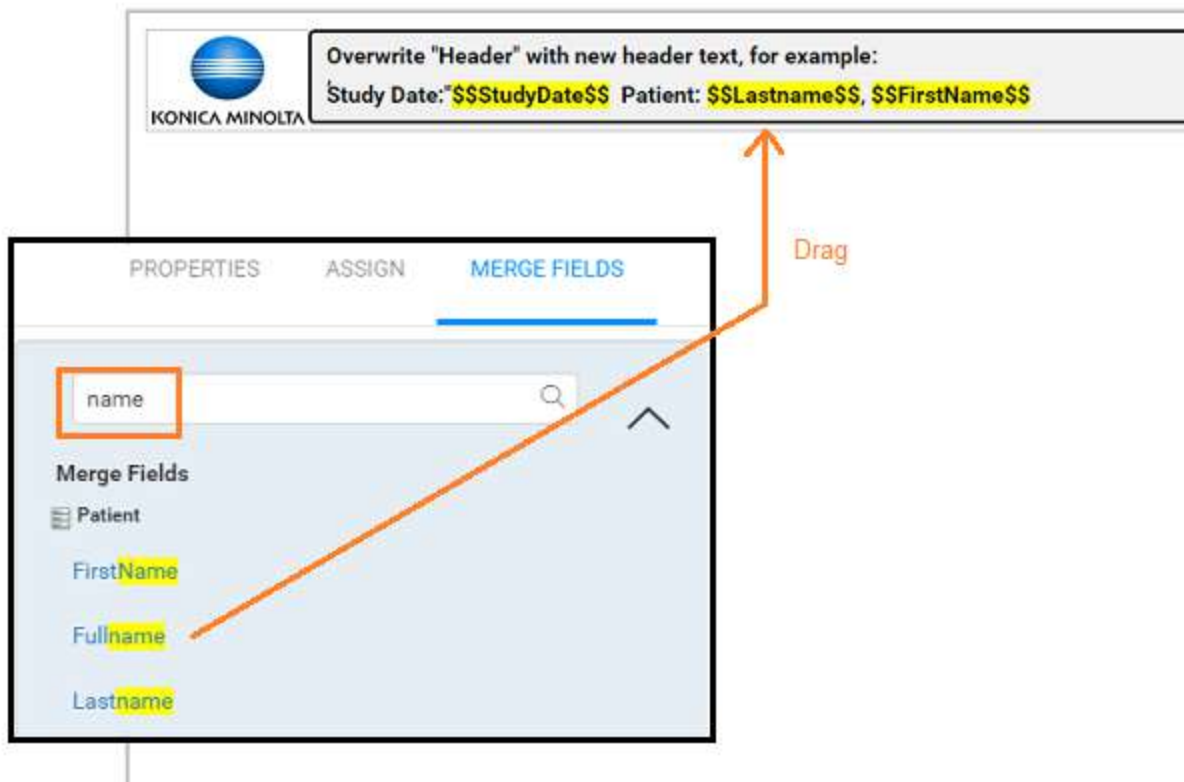 Overwrite "Header" with new header text, for example:
Study Date:"$$StudyDate$$ Patient: $$Lastname$$, $$FirstName$$
KONICA MINOLTA
Drag
PROPERTIES ASSIGN MERGE FIELDS
name
Merge Fields
Patient
FirstName
Fullname
Lastname